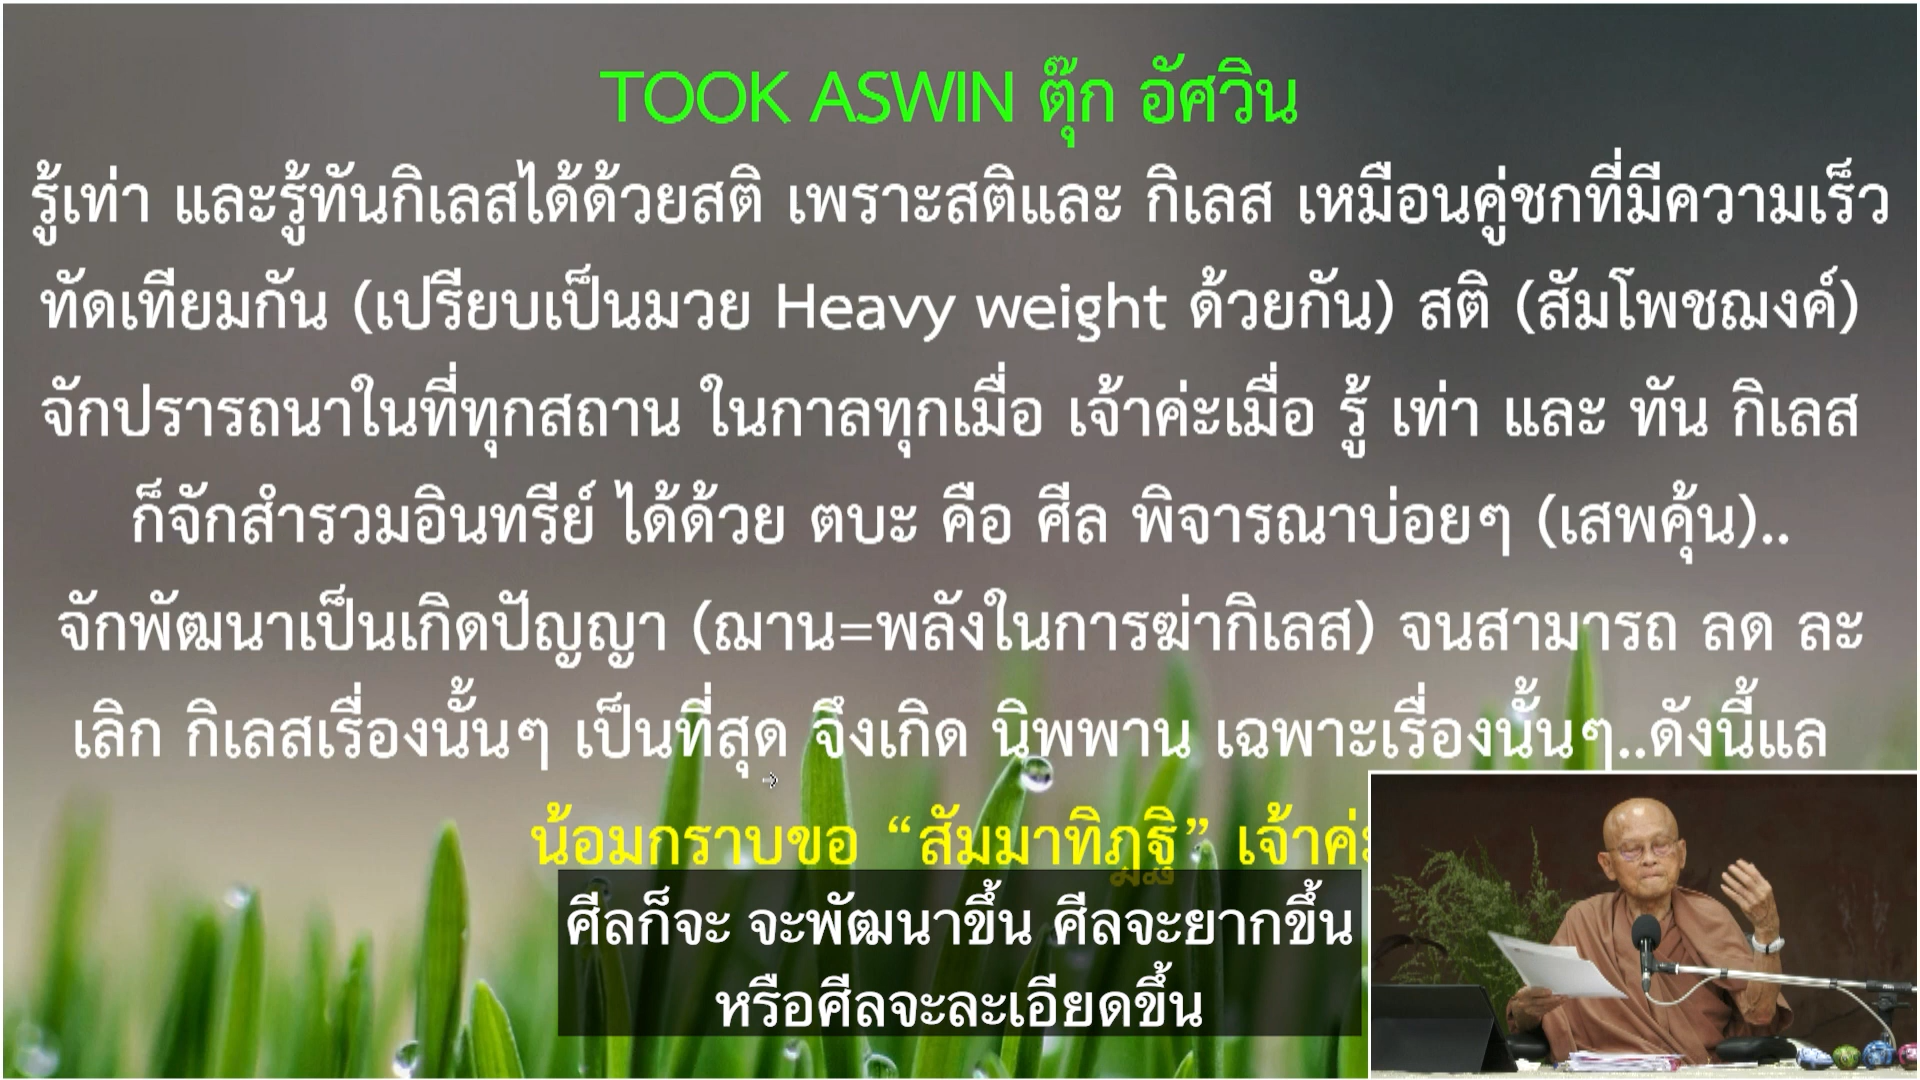 TOOK ASWIN ตุ๊ก อัศวิน
รู้เท่า และรู้ทันกิเลสได้ด้วยสติ เพราะสติและ กิเลส เหมือนคู่ชกที่มีความเร็ว
ทัดเทียมกัน (เปรียบเป็นมวย Heavy weight ด้วยกัน) สติ (สัมโพชฌงค์)
จักปรารถนาในที่ทุกสถาน ในกาลทุกเมื่อ เจ้าค่ะเมื่อ รู้ เท่า และ ทัน กิเลส
ก็จักสำรวมอินทรีย์ ได้ด้วย ตบะ คือ ศีล พิจารณาบ่อยๆ (เสพคุ้น)..
จักพัฒนาเป็นเกิดปัญญา (ฌาน=พลังในการฆ่ากิเลส) จนสามารถ ลด ละ
เลิก กิเลสเรื่องนั้นๆ เป็นที่สุด จึงเกิด นิพพาน เฉพาะเรื่องนั้นๆ..ดังนี้แล
น้อมกราบขอ “สัมมาทิฏฐิ” เจ้าค่ะ
ศีลก็จะ จะพัฒนาขึ้น ศีลจะยากขึ้น
หรือศีลจะละเอียดขึ้น